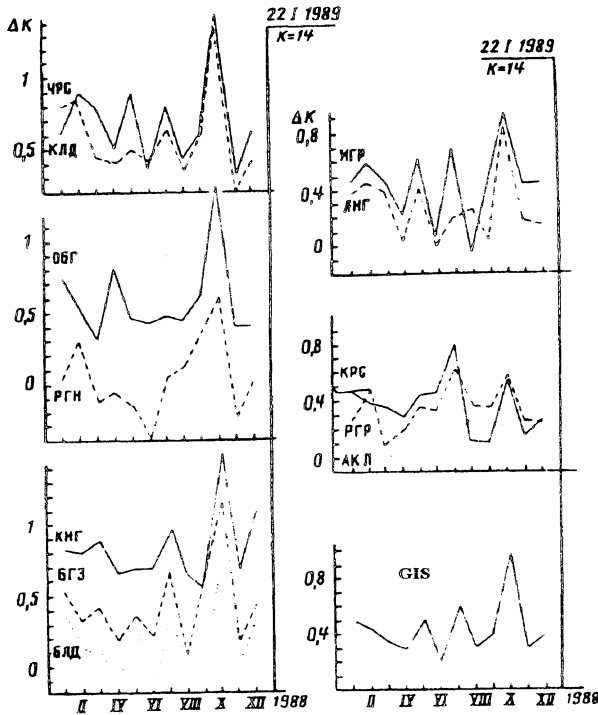 ΔK
22 I 1989
K=14
1
ЧРС
КЛД
0,5
1
ОБГ
0,5
0
РГН
1
КНГ
БГЗ
0,5
БЛД
0
II IV VI VIII X XII 1988
22 I 1989
K=14
ΔK
0,8
МГР
0,4
ЛНГ
0
0,8
КРС
0,4
РГР
АКЛ
0
0,8
GIS
0,4
II IV VI VIII X XII 1988